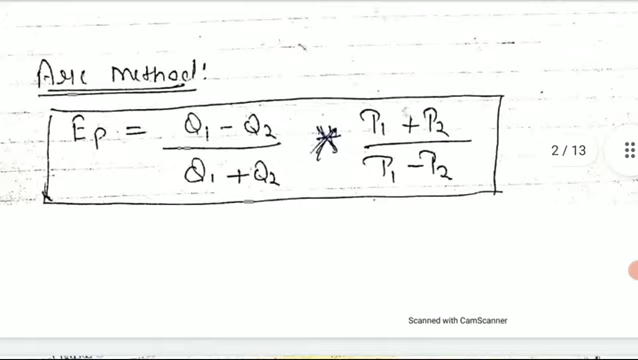 Arc Method:
Ep = Q1 - Q2 / Q1 + Q2 * P1 + P2 / P1 - P2
2 / 13
Scanned with CamScanner